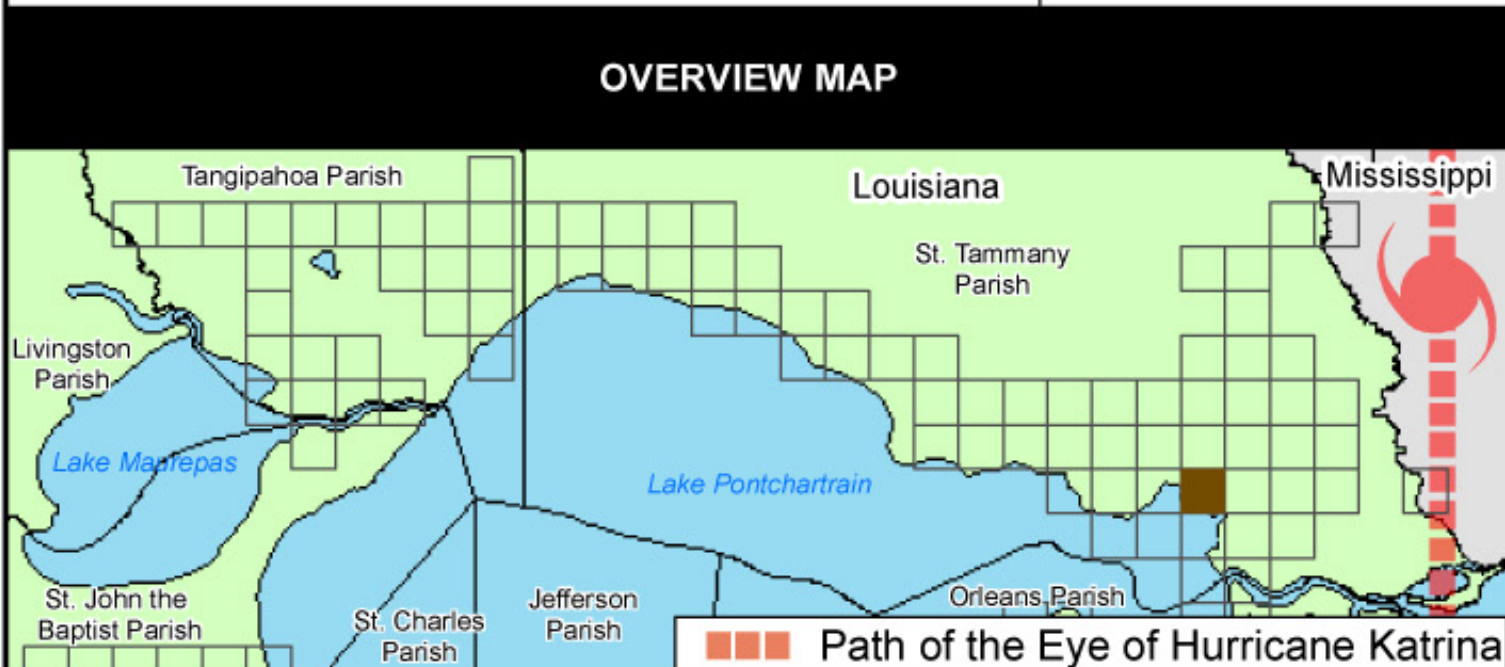 OVERVIEW MAP
Tangipahoa Parish
Louisiana
Mississippi
St. Tammany
Parish
Livingston
Parish
Lake Maurepas
Lake Pontchartrain
St. John the
Baptist Parish
St. Charles
Parish
Jefferson
Parish
Orleans Parish
Path of the Eye of Hurricane Katrina